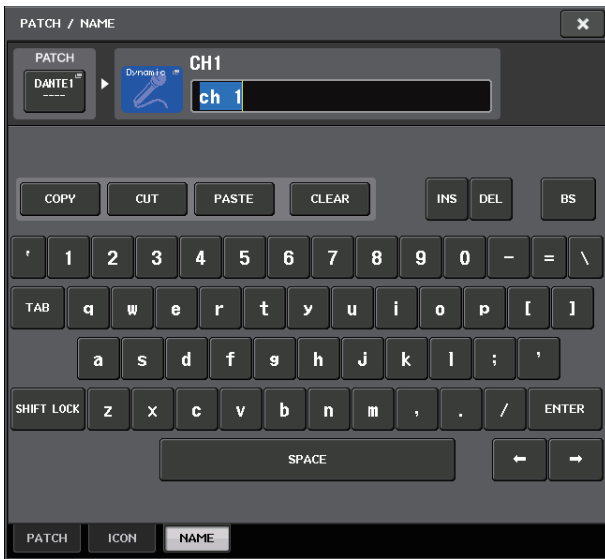 PATCH / NAME
PATCH
DANTE1
----
Dynamic
CH1
ch 1
COPY CUT PASTE CLEAR INS DEL BS
' 1 2 3 4 5 6 7 8 9 0 - = \
TAB q w e r t y u i o p [ ]
a s d f g h j k l ; '
SHIFT LOCK z x c v b n m , . / ENTER
SPACE ← →
PATCH ICON NAME